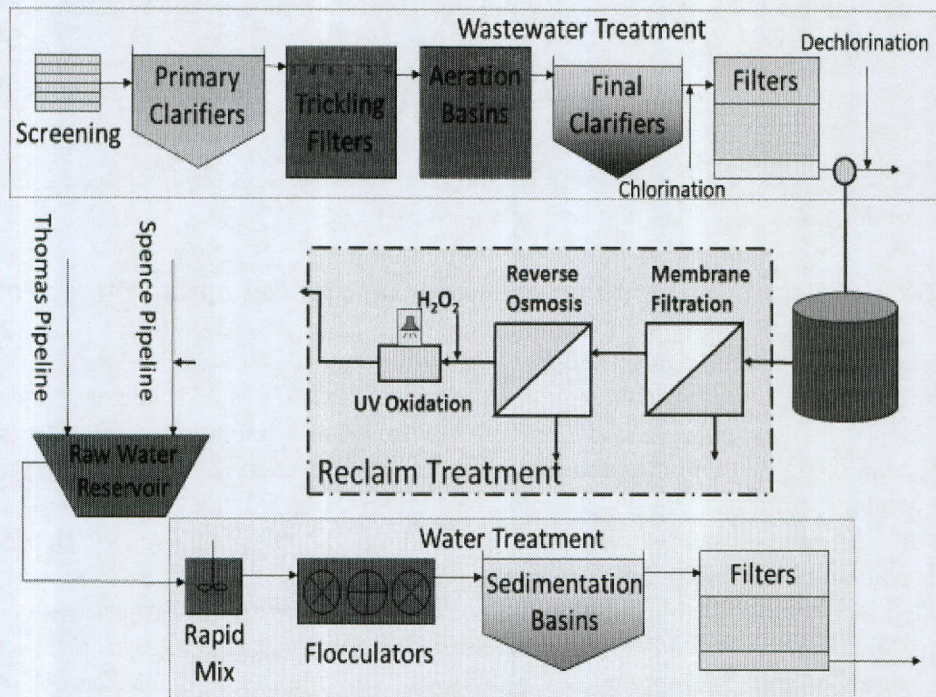 Wastewater Treatment
Dechlorination
Screening
Primary
Clarifiers
Trickling
Filters
Aeration
Basins
Final
Clarifiers
Chlorination
Filters
Thomas Pipeline
Spence Pipeline
Raw Water
Reservoir
H₂O₂
UV Oxidation
Reverse
Osmosis
Membrane
Filtration
Reclaim Treatment
Water Treatment
Rapid
Mix
Flocculators
Sedimentation
Basins
Filters